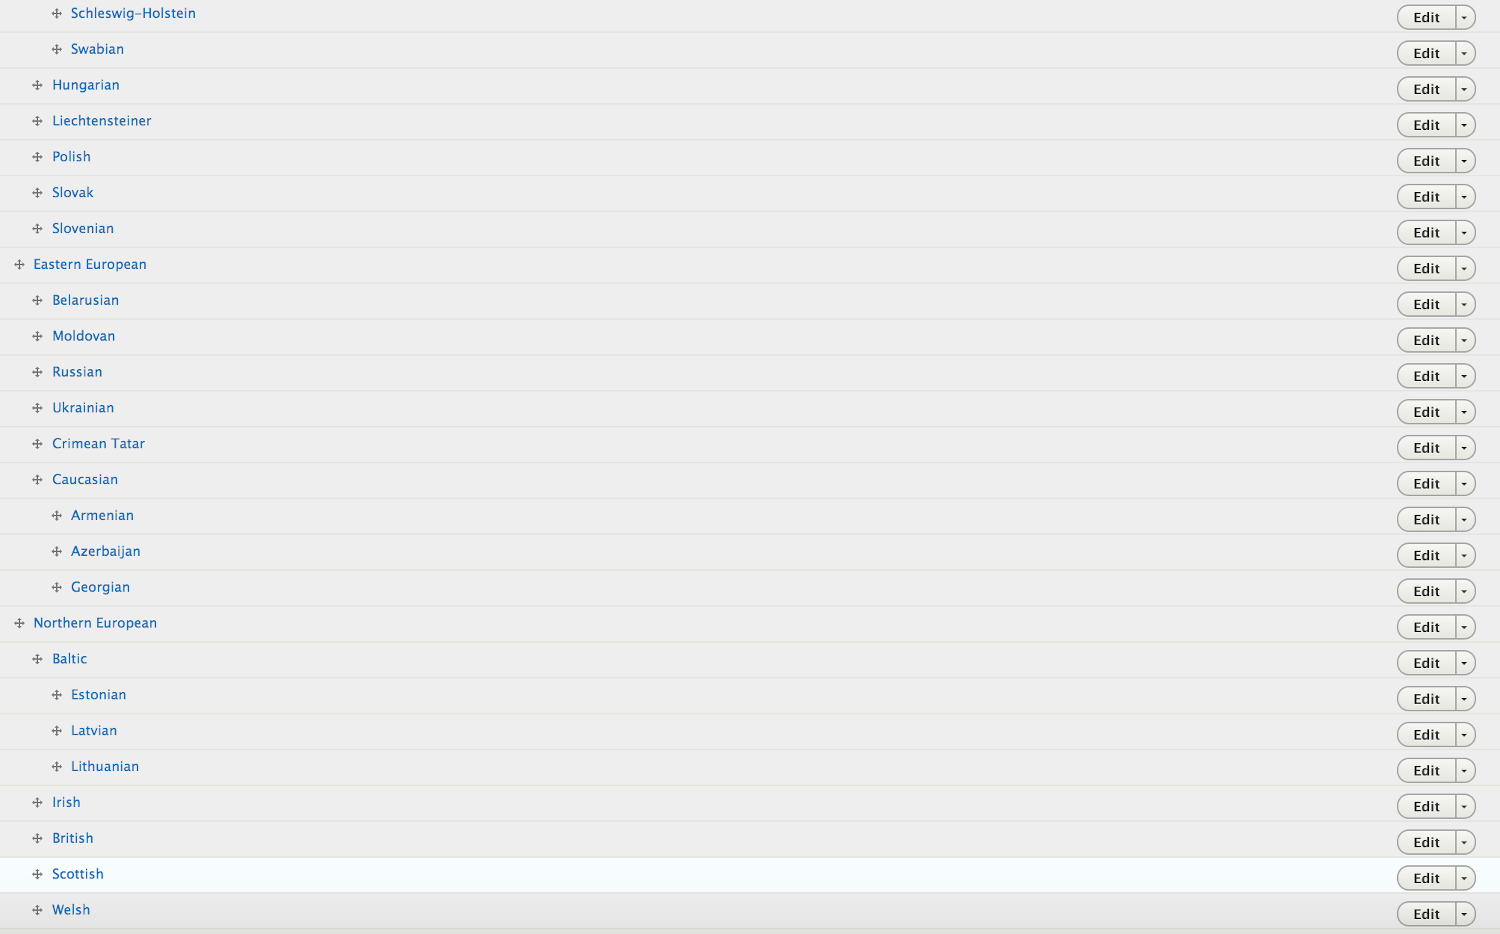 Schleswig-Holstein Edit
Swabian Edit
Hungarian Edit
Liechtensteiner Edit
Polish Edit
Slovak Edit
Slovenian Edit
Eastern European Edit
Belarusian Edit
Moldovan Edit
Russian Edit
Ukrainian Edit
Crimean Tatar Edit
Caucasian Edit
Armenian Edit
Azerbaijan Edit
Georgian Edit
Northern European Edit
Baltic Edit
Estonian Edit
Latvian Edit
Lithuanian Edit
Irish Edit
British Edit
Scottish Edit
Welsh Edit